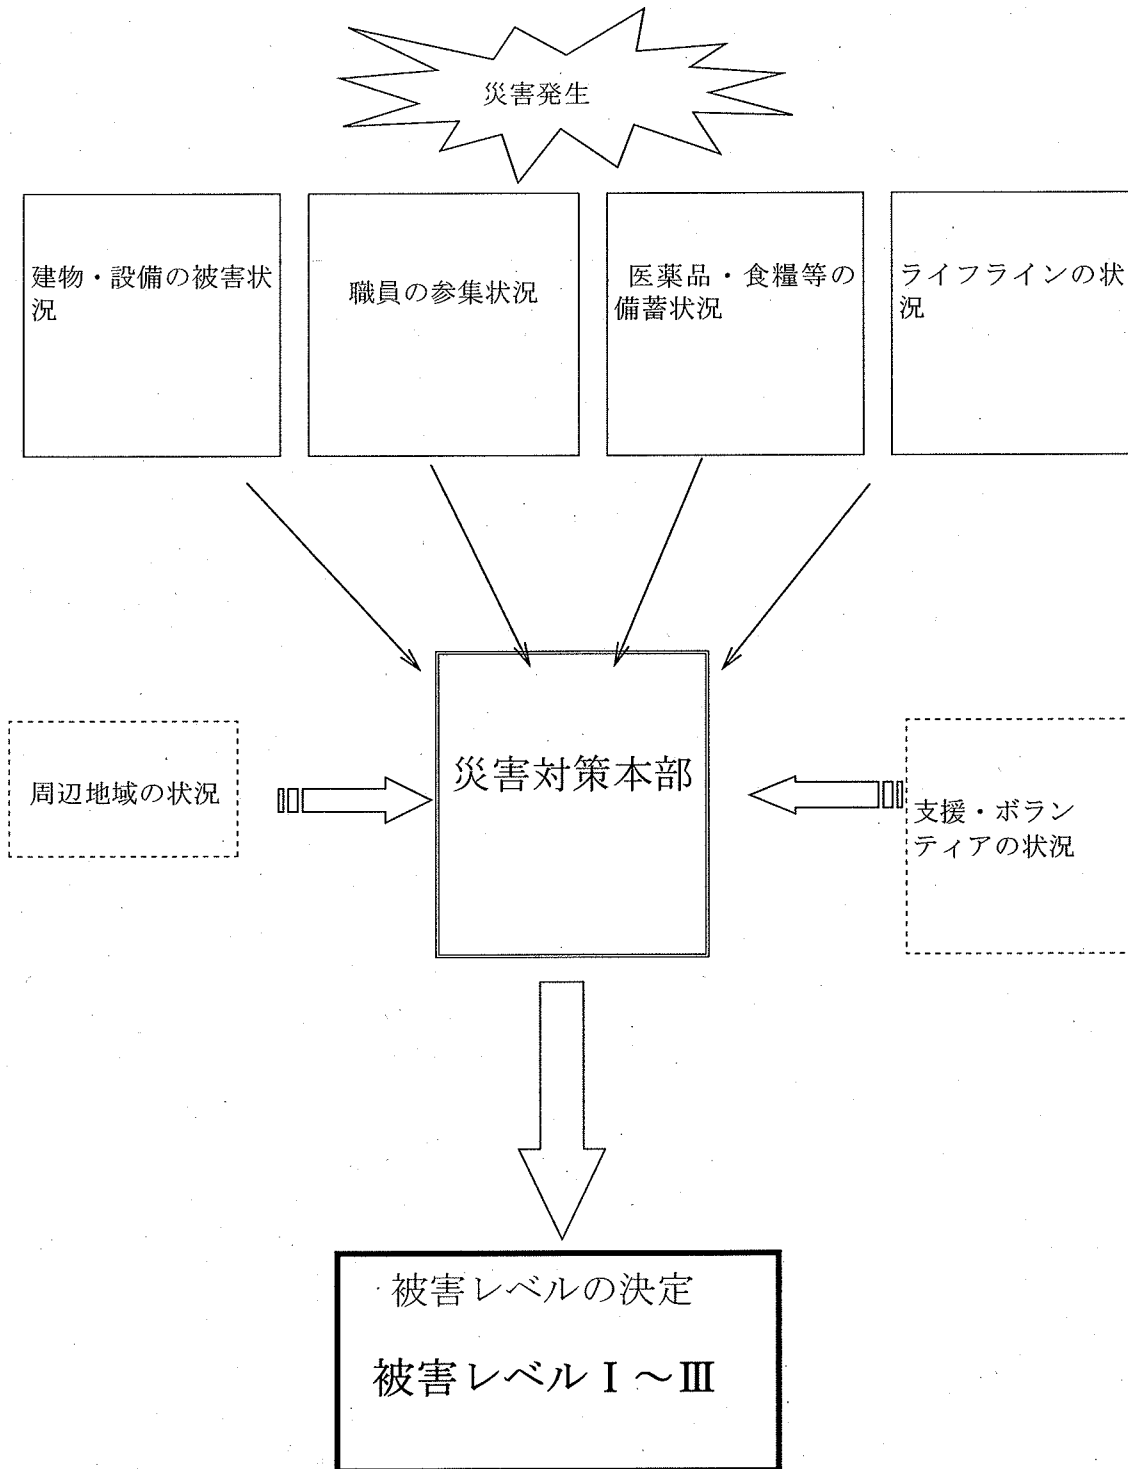 災害発生
建物・設備の被害状
況
職員の参集状況
医薬品・食糧等の
備蓄状況
ライフラインの状
況
災害対策本部
周辺地域の状況
支援・ボラン
ティアの状況
被害レベルの決定
被害レベルⅠ～Ⅲ